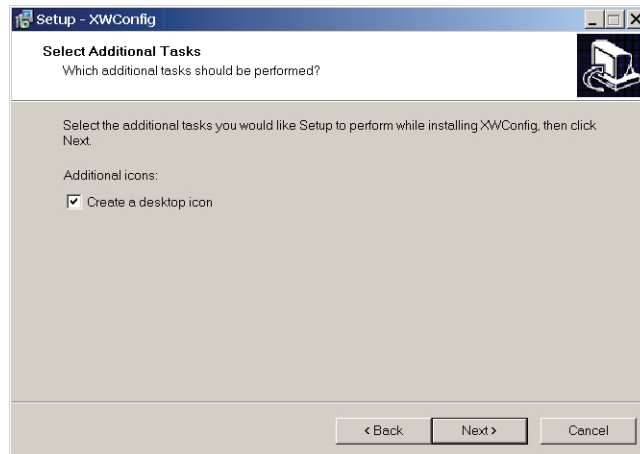 Setup - XWConfig
Select Additional Tasks
Which additional tasks should be performed?
Select the additional tasks you would like Setup to perform while installing XWConfig, then click
Next.
Additional icons:
Create a desktop icon
< Back Next > Cancel